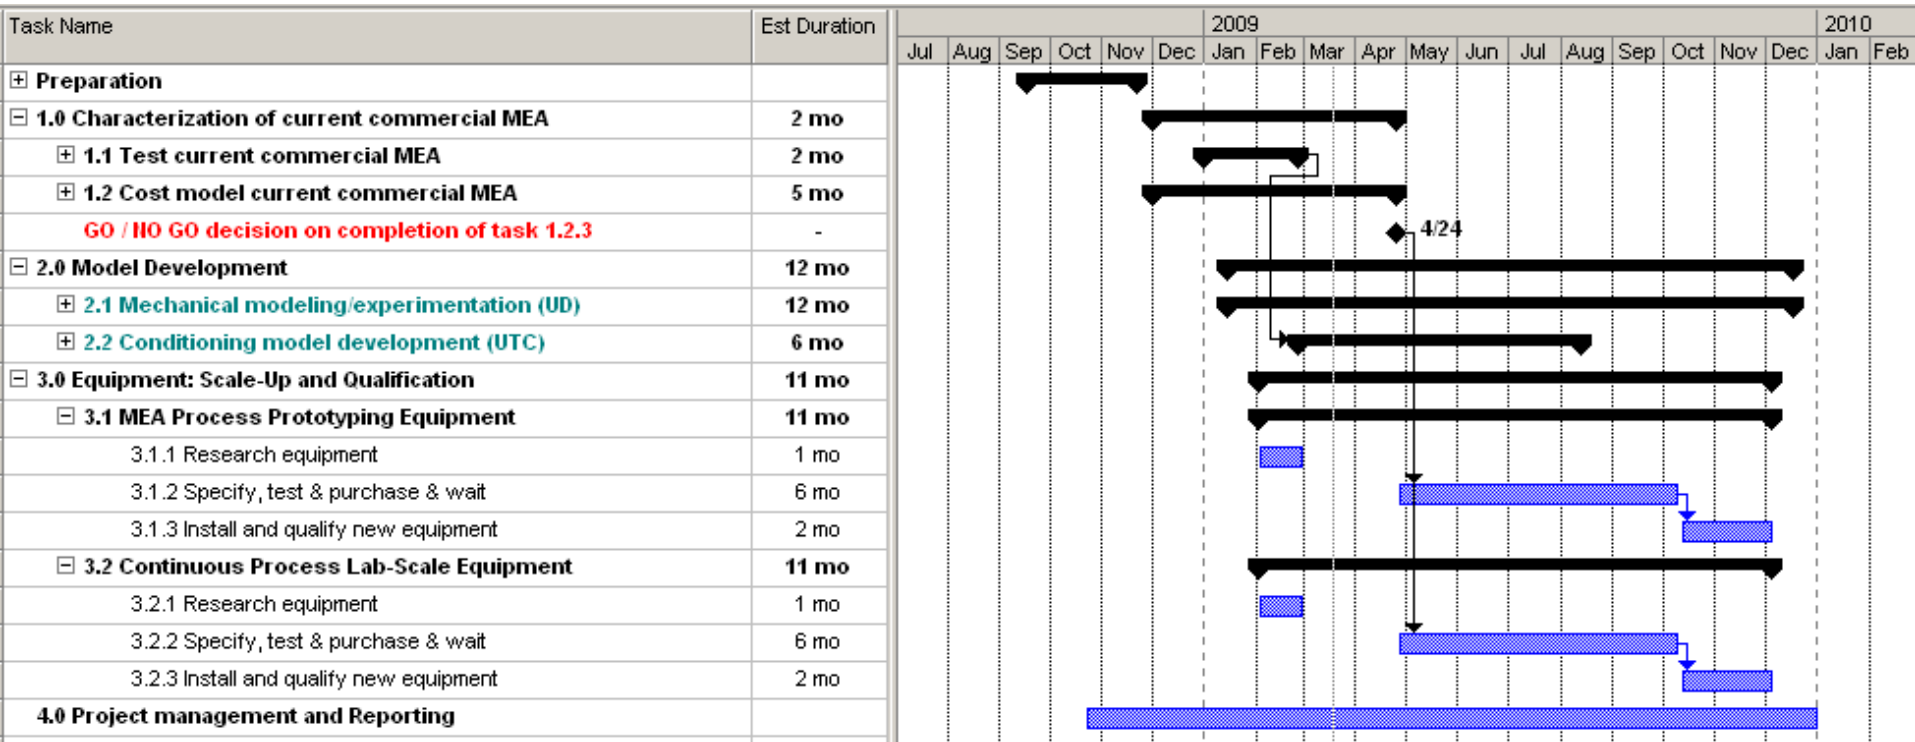 Task Name Est Duration 2009 2010
Jul Aug Sep Oct Nov Dec Jan Feb Mar Apr May Jun Jul Aug Sep Oct Nov Dec Jan Feb
Preparation
1.0 Characterization of current commercial MEA 2 mo
1.1 Test current commercial MEA 2 mo
1.2 Cost model current commercial MEA 5 mo
GO / NO GO decision on completion of task 1.2.3 - 4/24
2.0 Model Development 12 mo
2.1 Mechanical modeling/experimentation (UD) 12 mo
2.2 Conditioning model development (UTC) 6 mo
3.0 Equipment: Scale-Up and Qualification 11 mo
3.1 MEA Process Prototyping Equipment 11 mo
3.1.1 Research equipment 1 mo
3.1.2 Specify, test & purchase & wait 6 mo
3.1.3 Install and qualify new equipment 2 mo
3.2 Continuous Process Lab-Scale Equipment 11 mo
3.2.1 Research equipment 1 mo
3.2.2 Specify, test & purchase & wait 6 mo
3.2.3 Install and qualify new equipment 2 mo
4.0 Project management and Reporting